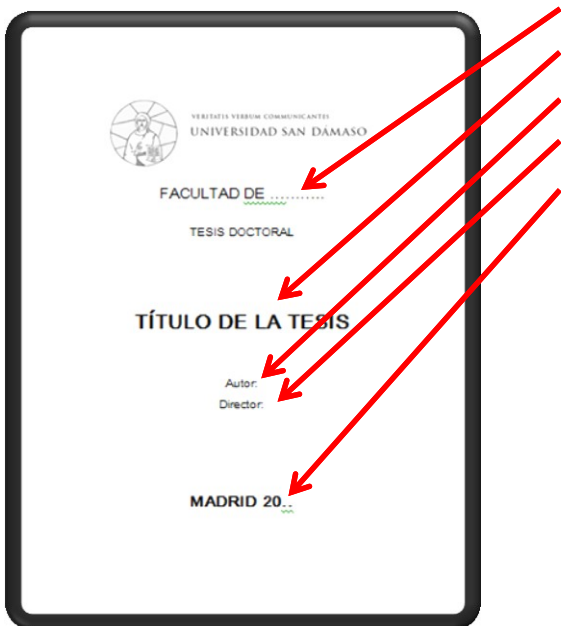 VERITATIS VERBUM COMMUNICANTES
UNIVERSIDAD SAN DÁMASO
FACULTAD DE ...........
TESIS DOCTORAL
TÍTULO DE LA TESIS
Autor:
Director:
MADRID 20..